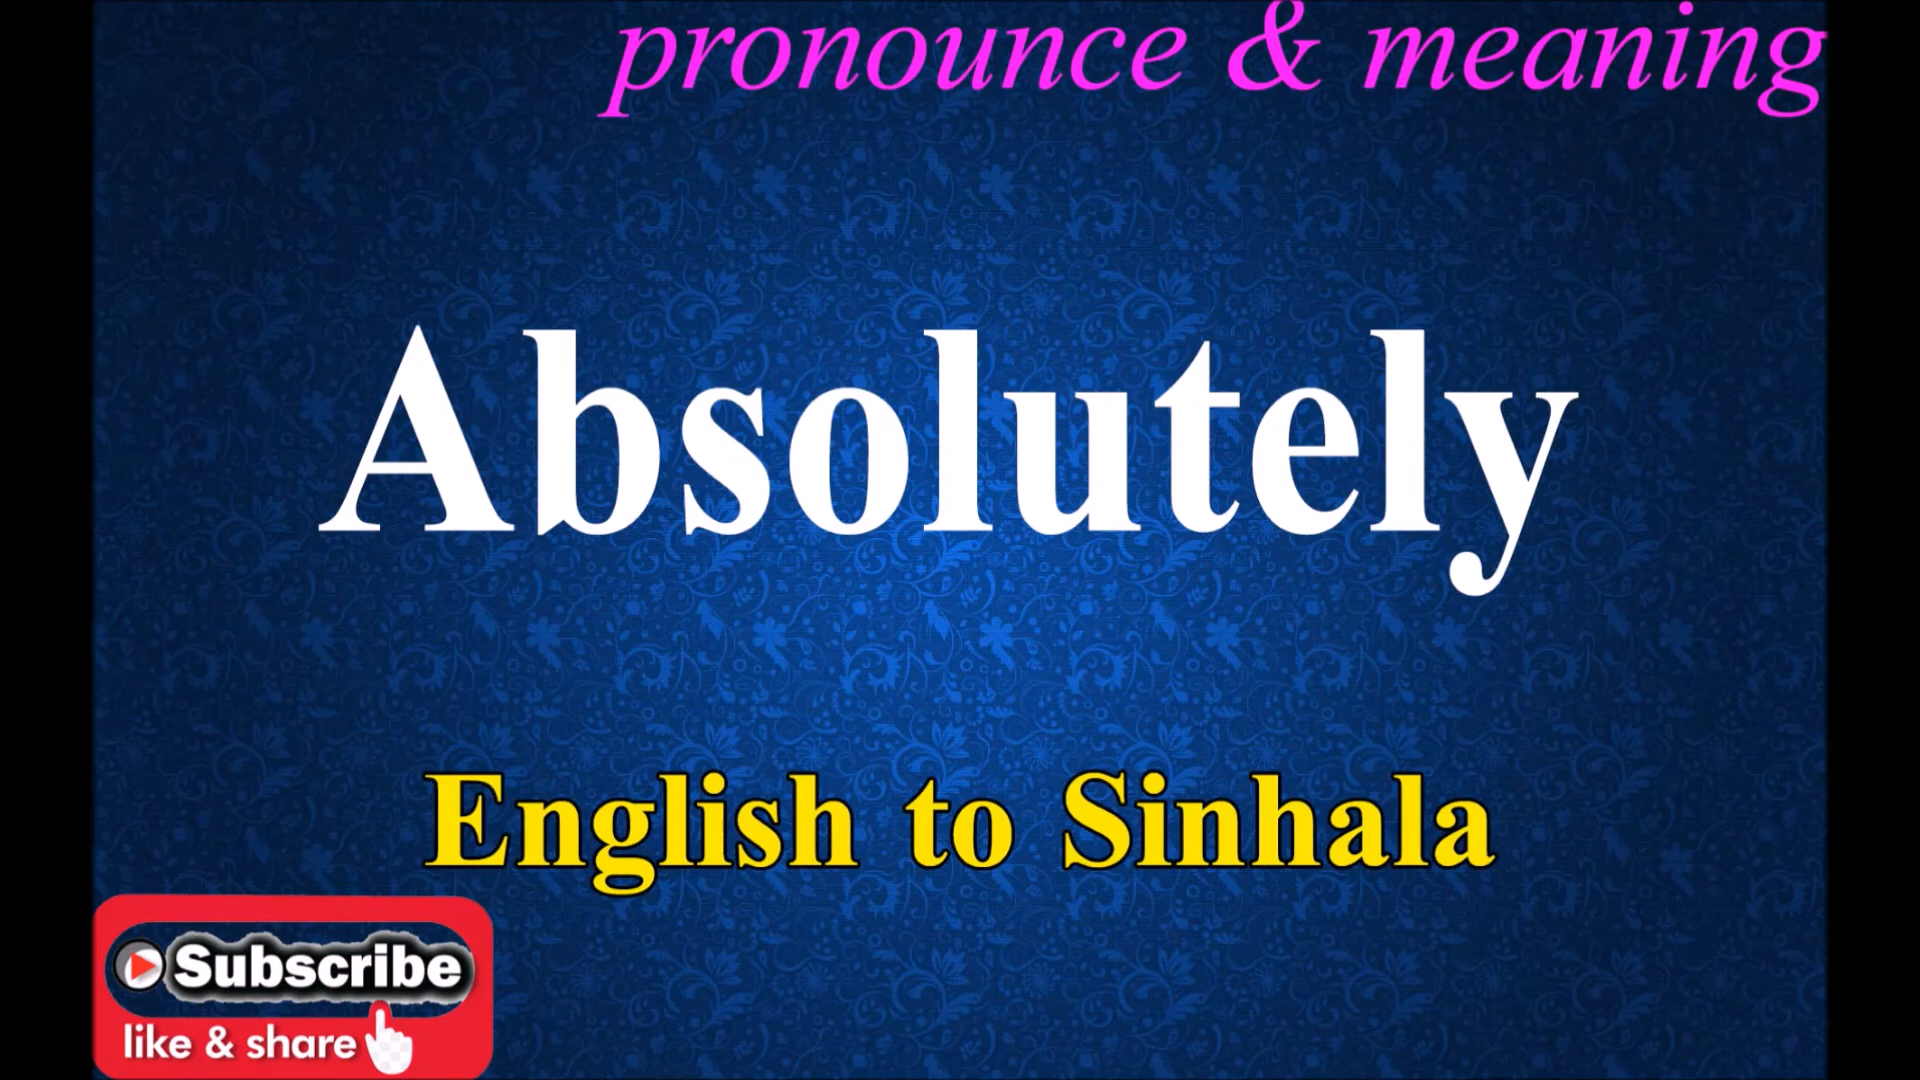 pronounce & meaning
Absolutely
English to Sinhala
Subscribe
like & share